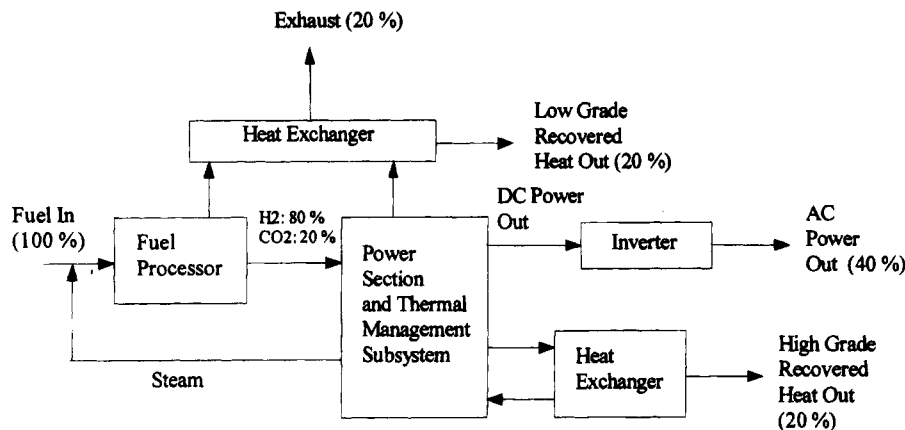 Exhaust (20 %)
Heat Exchanger
Low Grade
Recovered
Heat Out (20 %)
Fuel In
(100 %)
Fuel
Processor
H2: 80 %
CO2: 20 %
Power
Section
and Thermal
Management
Subsystem
DC Power
Out
Inverter
AC
Power
Out (40 %)
Steam
Heat
Exchanger
High Grade
Recovered
Heat Out
(20 %)